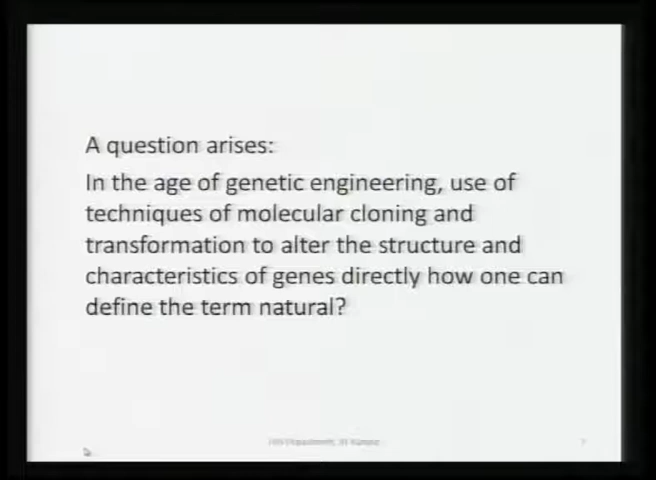 A question arises:
In the age of genetic engineering, use of
techniques of molecular cloning and
transformation to alter the structure and
characteristics of genes directly how one can
define the term natural?